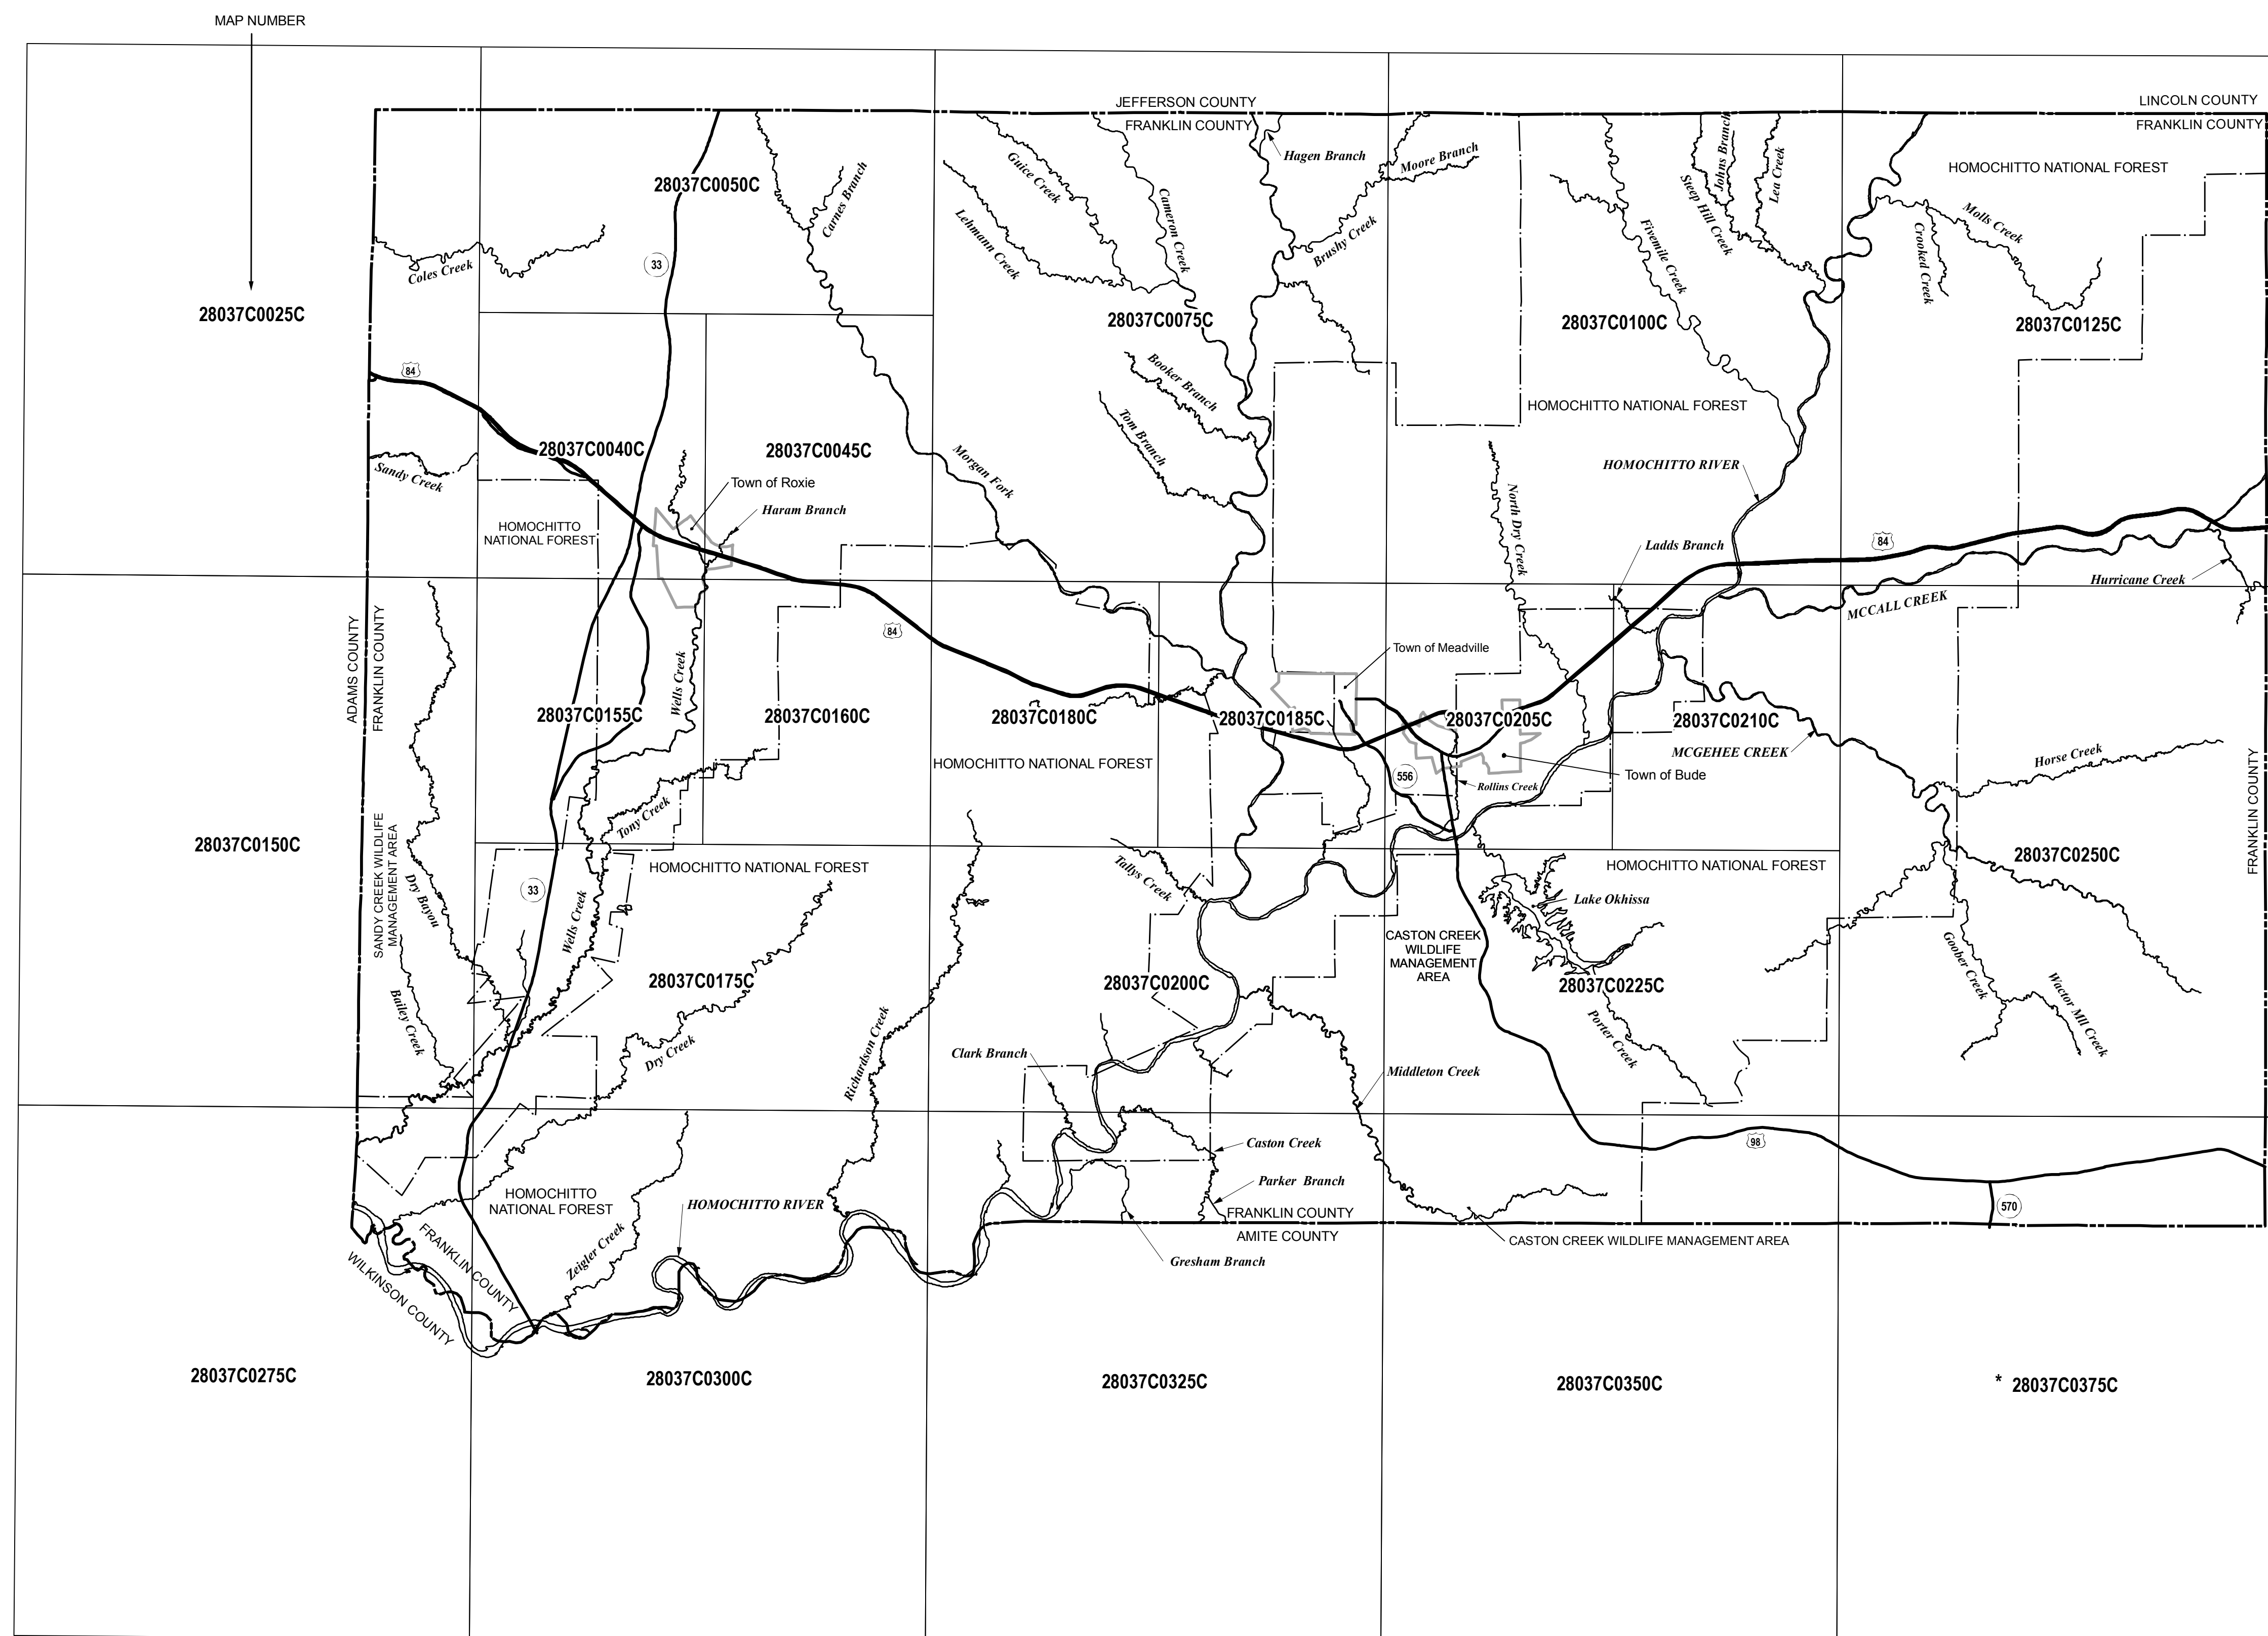 MAP NUMBER
JEFFERSON COUNTY
FRANKLIN COUNTY
LINCOLN COUNTY
FRANKLIN COUNTY
Hagen Branch
Moore Branch
Guice Creek
Carnes Branch
Johns Branch
Lea Creek
HOMOCHITTO NATIONAL FOREST
28037C0050C
Lehmann Creek
Cameron Creek
Brushy Creek
Steep Hill Creek
Fivemile Creek
Crooked Creek
Molls Creek
Coles Creek
33
28037C0025C
28037C0075C
28037C0100C
28037C0125C
84
Booker Branch
Tom Branch
HOMOCHITTO NATIONAL FOREST
28037C0040C
28037C0045C
Morgan Fork
HOMOCHITTO RIVER
Sandy Creek
Town of Roxie
Haram Branch
North Dry Creek
HOMOCHITTO
NATIONAL FOREST
Ladds Branch
84
Hurricane Creek
MCCALL CREEK
ADAMS COUNTY
FRANKLIN COUNTY
84
Town of Meadville
Wells Creek
28037C0155C
28037C0160C
28037C0180C
28037C0185C
28037C0205C
28037C0210C
MCGEHEE CREEK
Horse Creek
HOMOCHITTO NATIONAL FOREST
556
Town of Bude
Rollins Creek
FRANKLIN COUNTY
Tony Creek
28037C0150C
SANDY CREEK WILDLIFE
MANAGEMENT AREA
Dry Bayou
33
HOMOCHITTO NATIONAL FOREST
Tallys Creek
HOMOCHITTO NATIONAL FOREST
28037C0250C
Lake Okhissa
Wells Creek
CASTON CREEK
WILDLIFE
MANAGEMENT
AREA
Goober Creek
28037C0175C
28037C0200C
28037C0225C
Wactor Mll Creek
Bailey Creek
Dry Creek
Richardson Creek
Clark Branch
Porter Creek
Middleton Creek
Caston Creek
98
Parker Branch
HOMOCHITTO
NATIONAL FOREST
HOMOCHITTO RIVER
FRANKLIN COUNTY
AMITE COUNTY
570
CASTON CREEK WILDLIFE MANAGEMENT AREA
Gresham Branch
Zeigler Creek
FRANKLIN COUNTY
WILKINSON COUNTY
28037C0275C
28037C0300C
28037C0325C
28037C0350C
* 28037C0375C